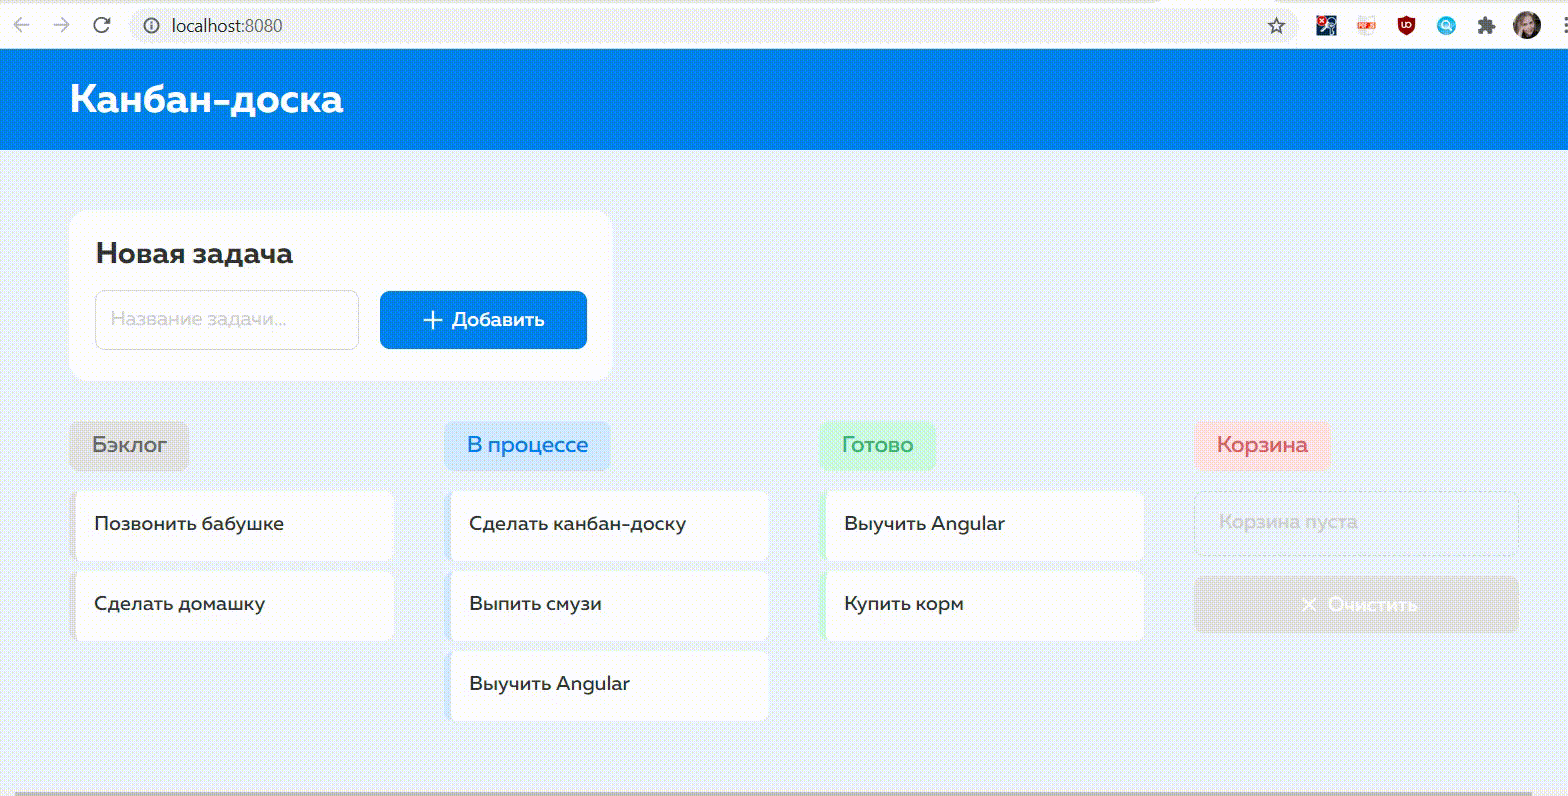 localhost:8080
Канбан-доска
Новая задача
Название задачи...
+ Добавить
Бэклог
В процессе
Готово
Корзина
Позвонить бабушке
Сделать канбан-доску
Выучить Angular
Корзина пуста
Сделать домашку
Выпить смузи
Купить корм
× Очистить
Выучить Angular